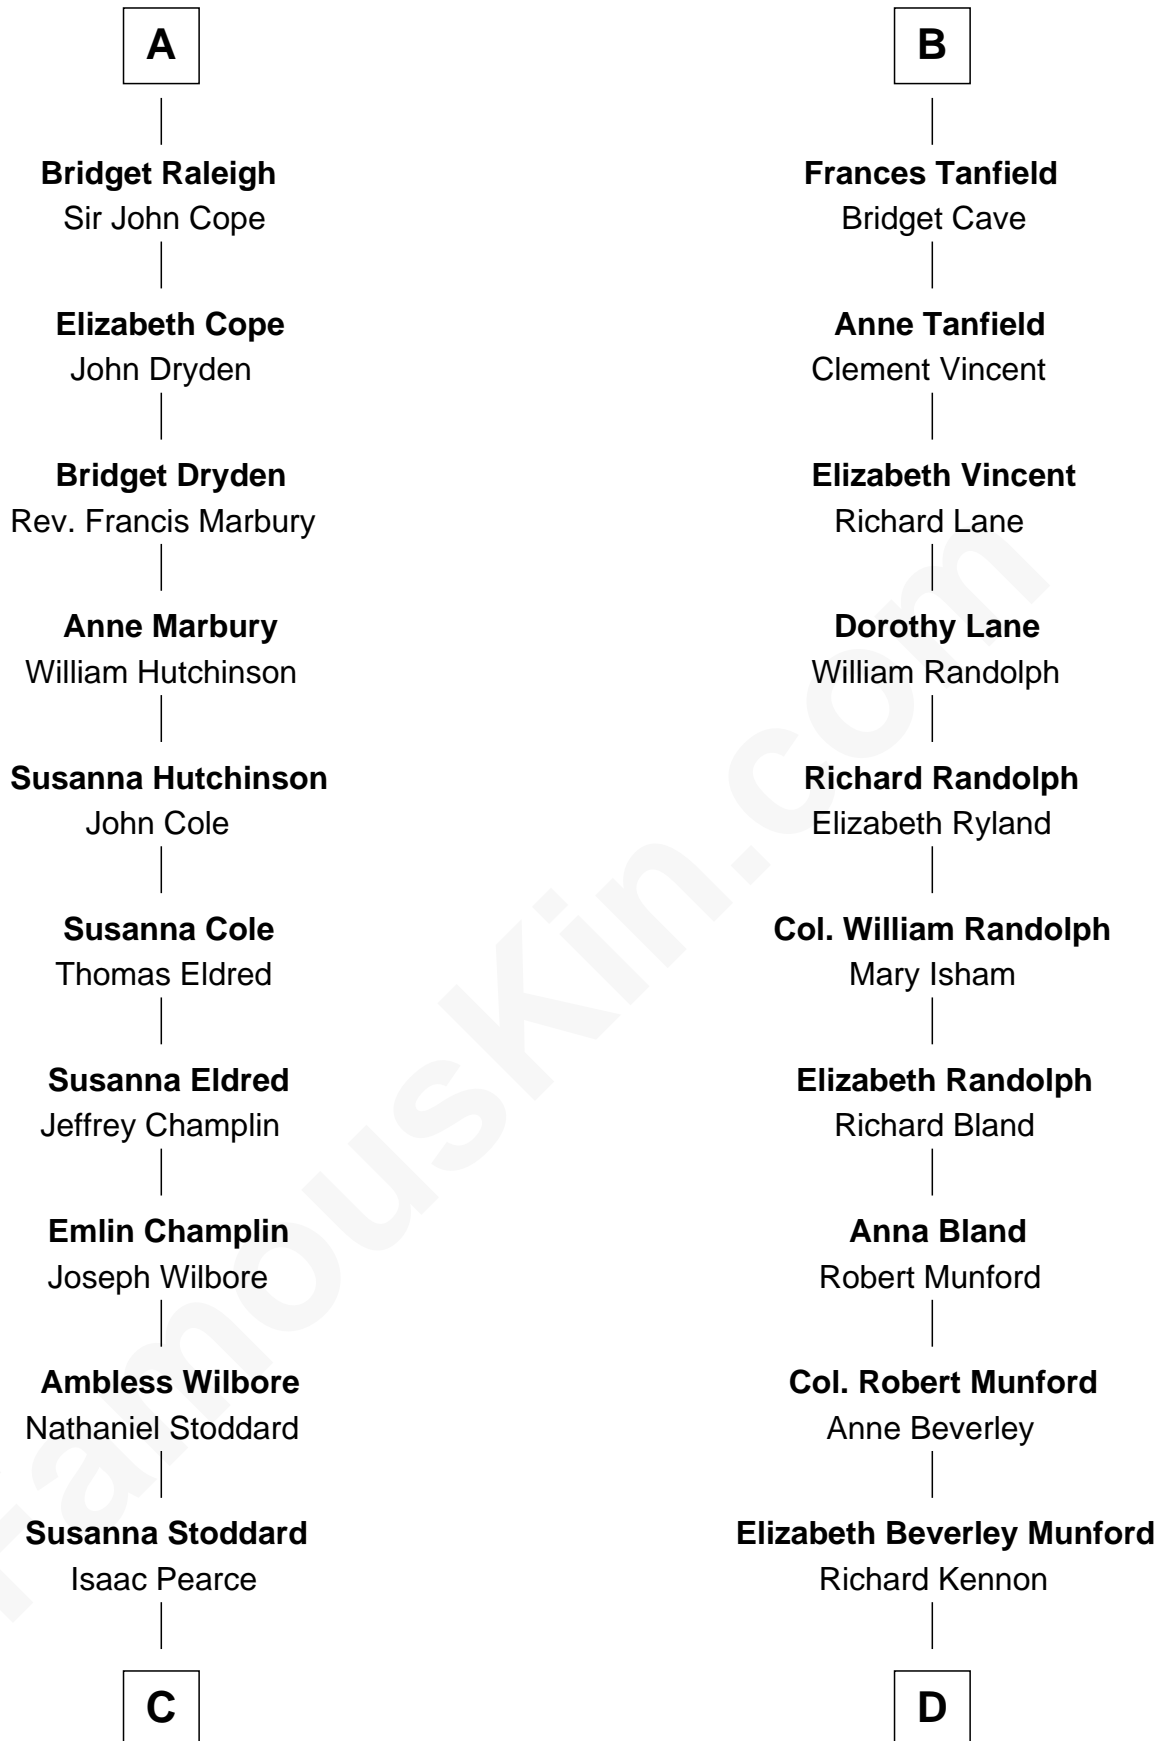 A
Bridget Raleigh
Sir John Cope
Elizabeth Cope
John Dryden
Bridget Dryden
Rev. Francis Marbury
Anne Marbury
William Hutchinson
Susanna Hutchinson
John Cole
Susanna Cole
Thomas Eldred
Susanna Eldred
Jeffrey Champlin
Emlin Champlin
Joseph Wilbore
Ambless Wilbore
Nathaniel Stoddard
Susanna Stoddard
Isaac Pearce
C
B
Frances Tanfield
Bridget Cave
Anne Tanfield
Clement Vincent
Elizabeth Vincent
Richard Lane
Dorothy Lane
William Randolph
Richard Randolph
Elizabeth Ryland
Col. William Randolph
Mary Isham
Elizabeth Randolph
Richard Bland
Anna Bland
Robert Munford
Col. Robert Munford
Anne Beverley
Elizabeth Beverley Munford
Richard Kennon
D
FamousKin.com